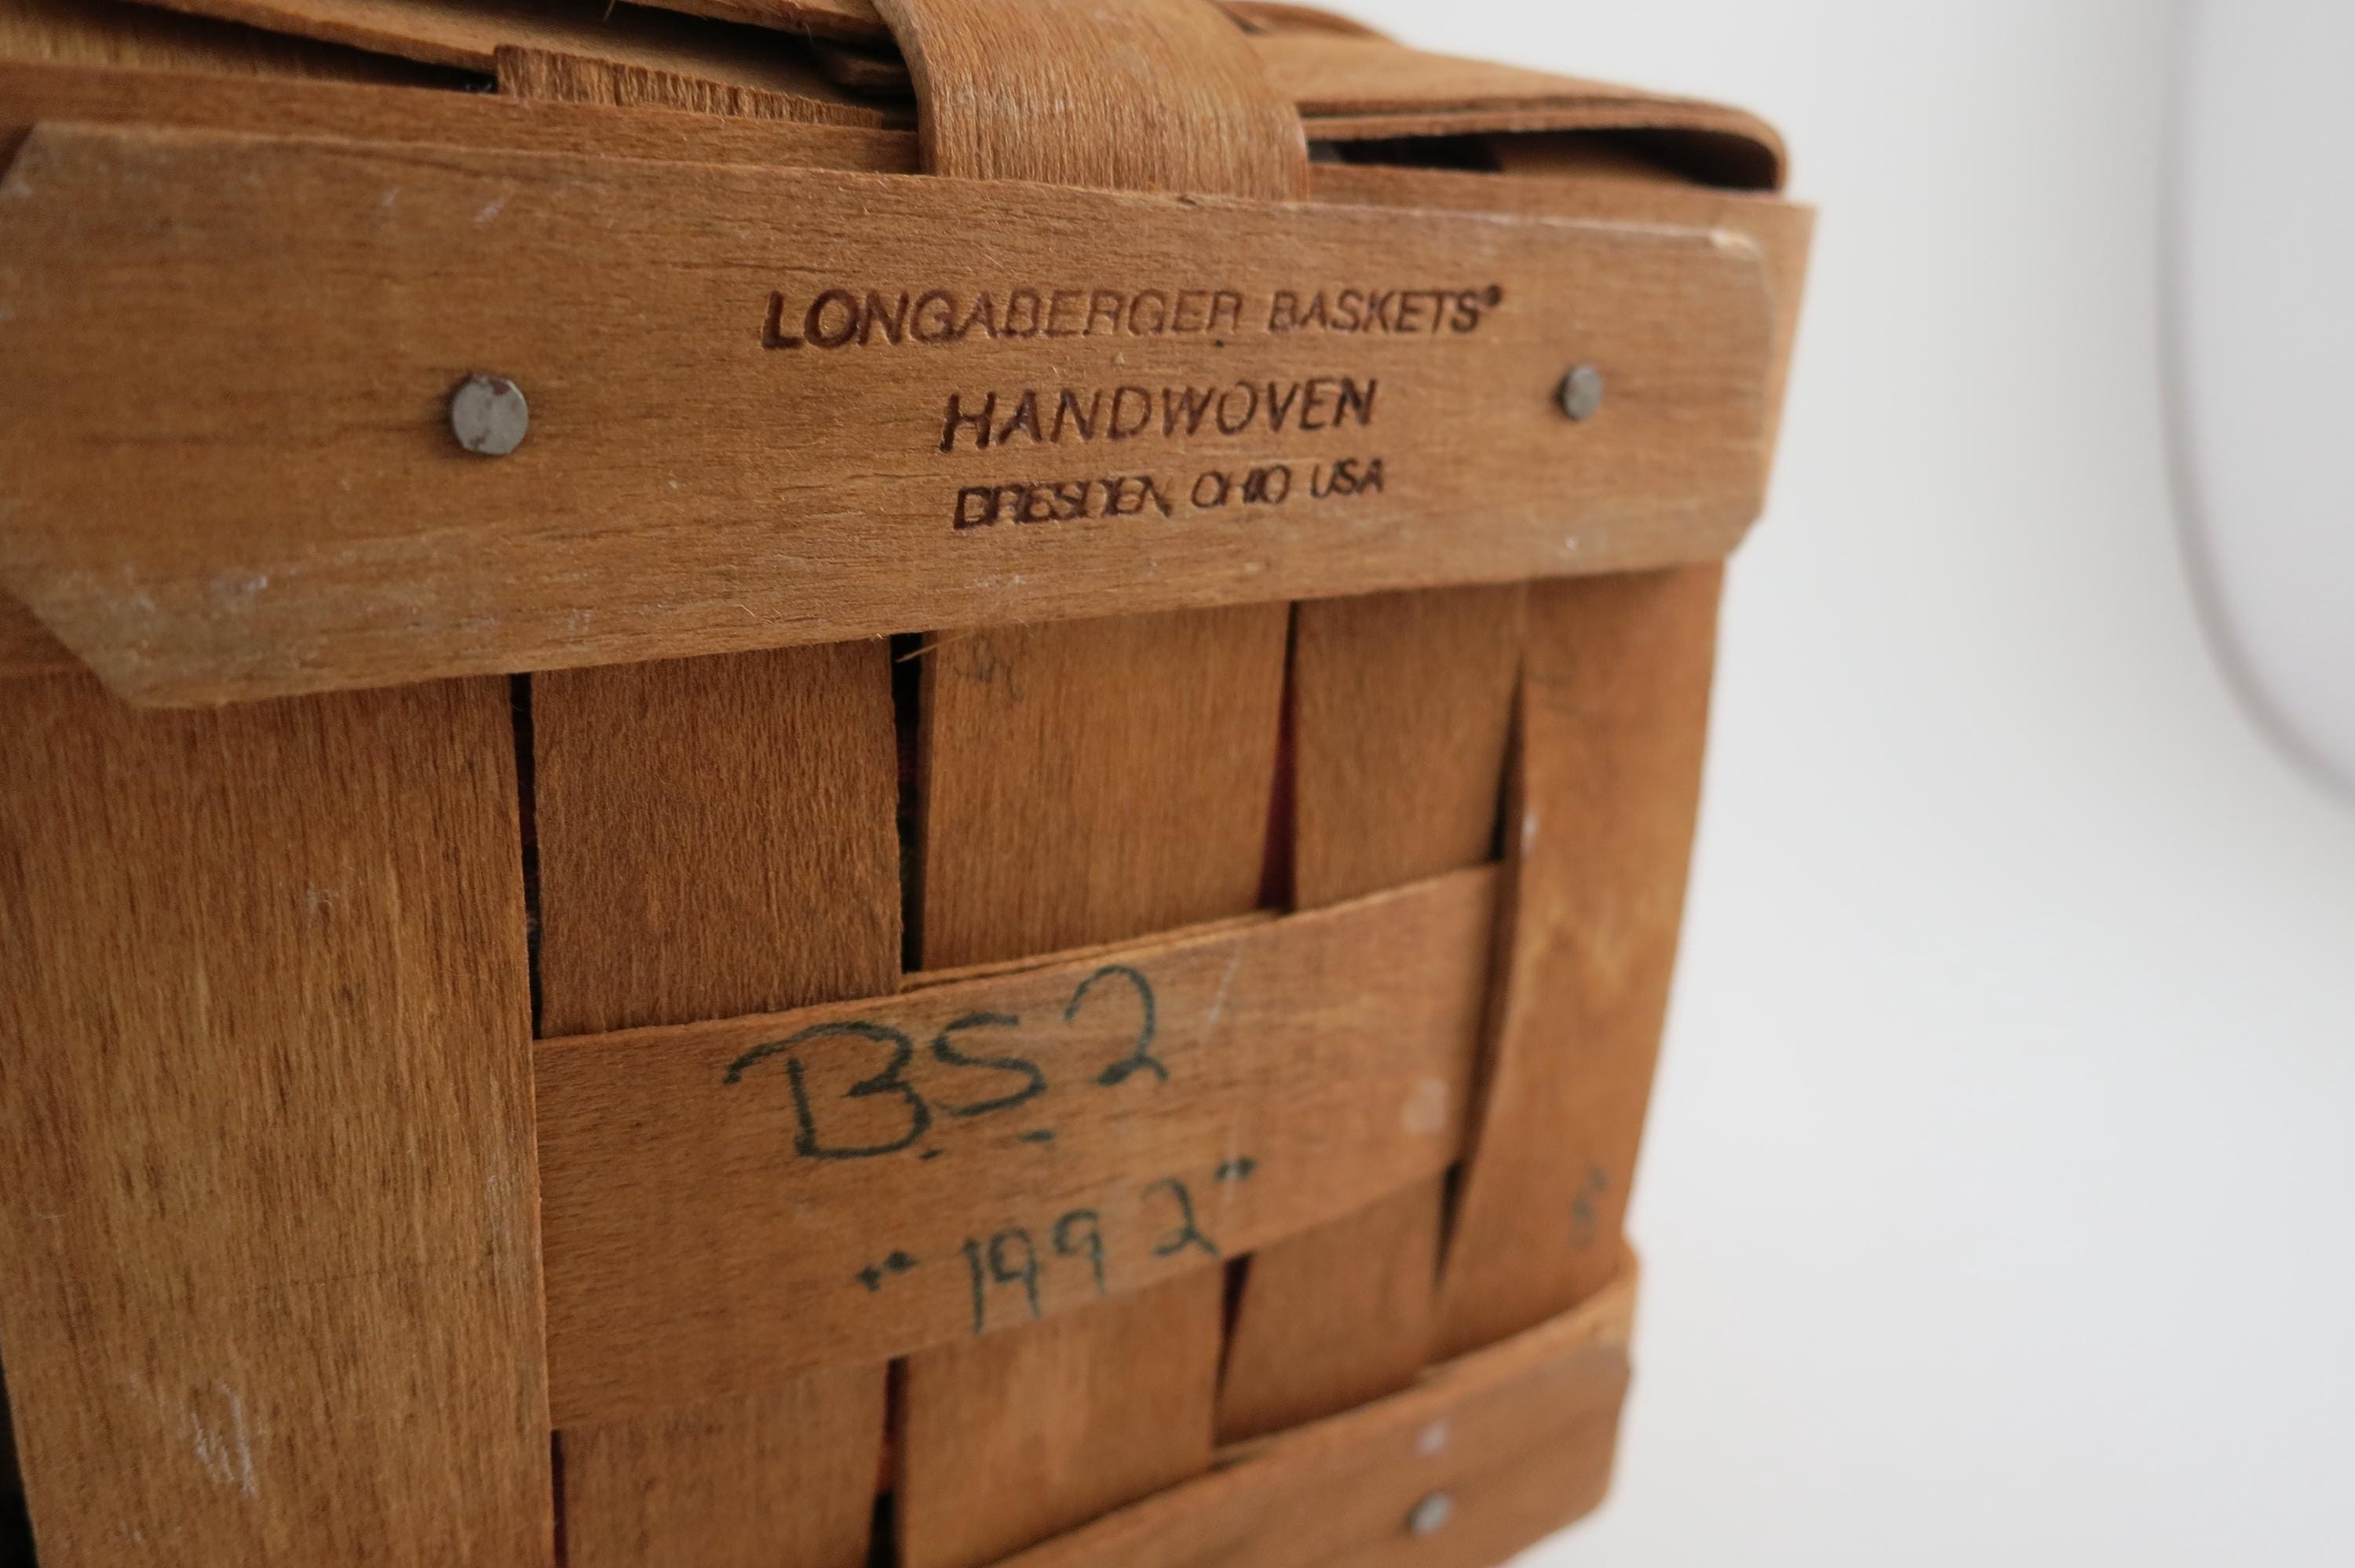 LONGABERGER BASKETS®
HANDWOVEN
DRESDEN, OHIO USA
BS2
"1992"